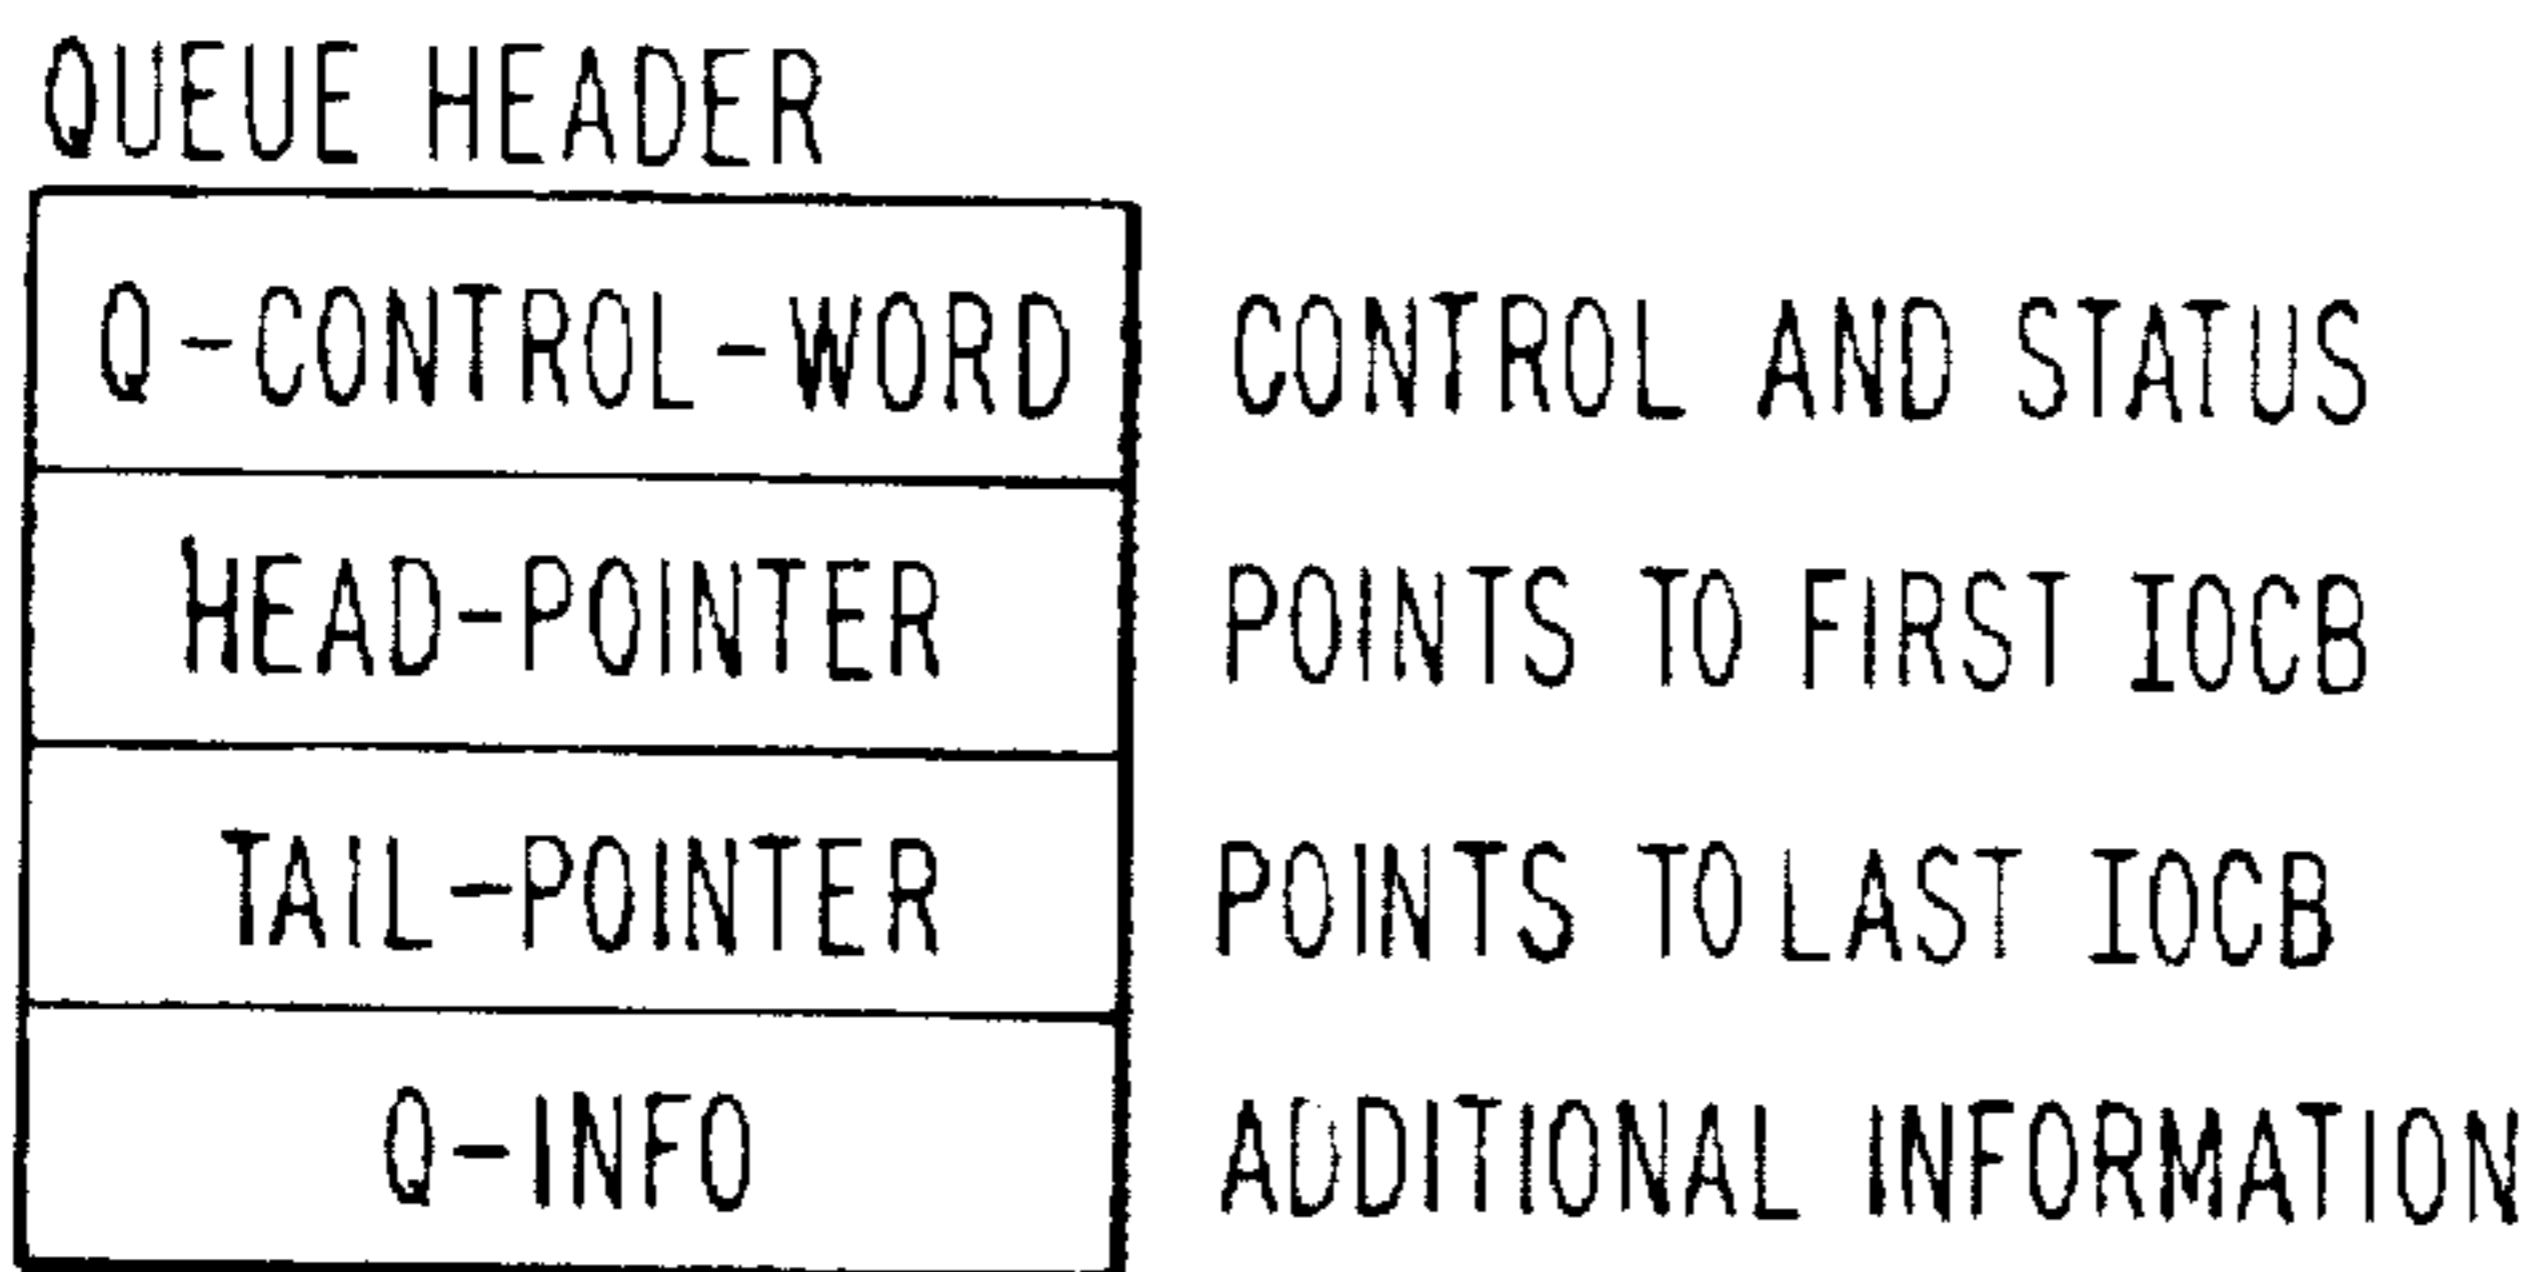 QUEUE HEADER
Q-CONTROL-WORD CONTROL AND STATUS
HEAD-POINTER POINTS TO FIRST IOCB
TAIL-POINTER POINTS TO LAST IOCB
Q-INFO ADDITIONAL INFORMATION